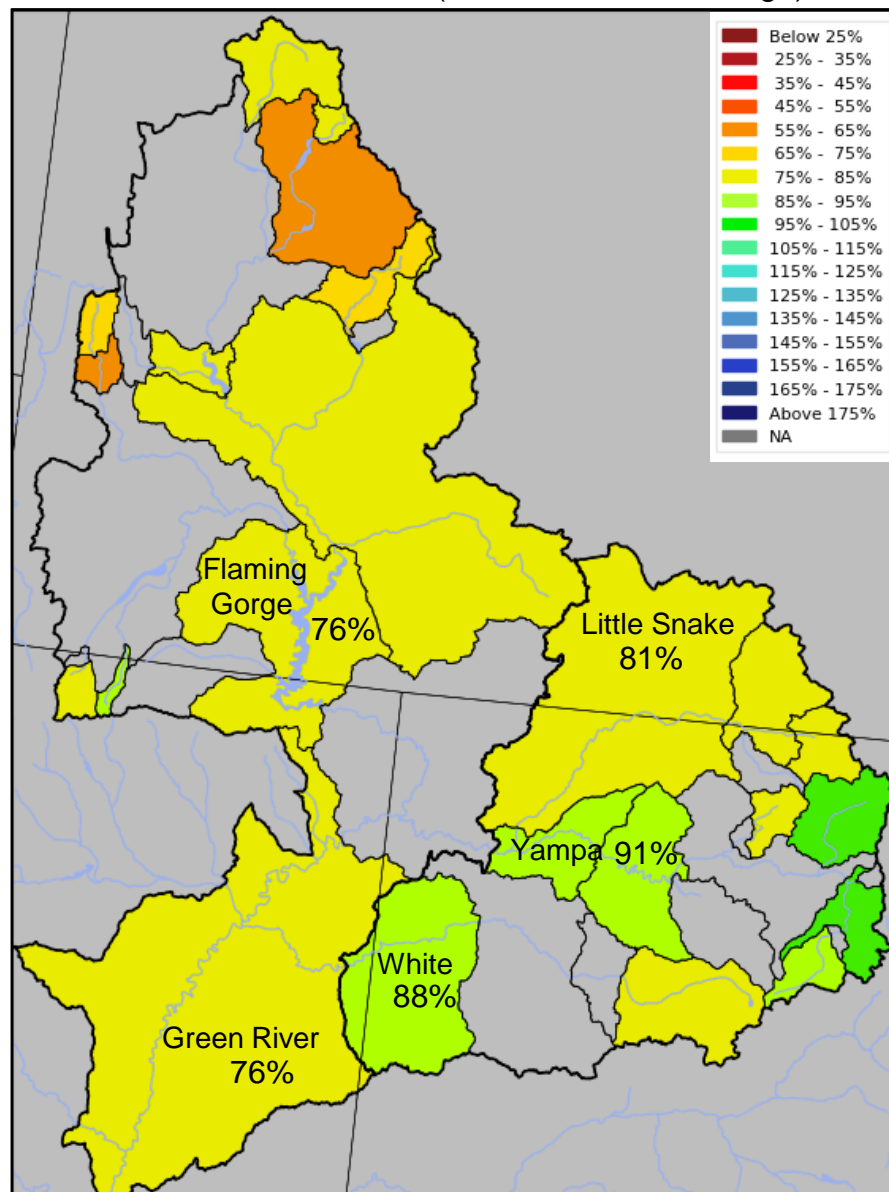 Below 25%
25% - 35%
35% - 45%
45% - 55%
55% - 65%
65% - 75%
75% - 85%
85% - 95%
95% - 105%
105% - 115%
115% - 125%
125% - 135%
135% - 145%
145% - 155%
155% - 165%
165% - 175%
Above 175%
NA
Flaming
Gorge
76%
Little Snake
81%
Yampa 91%
White
88%
Green River
76%